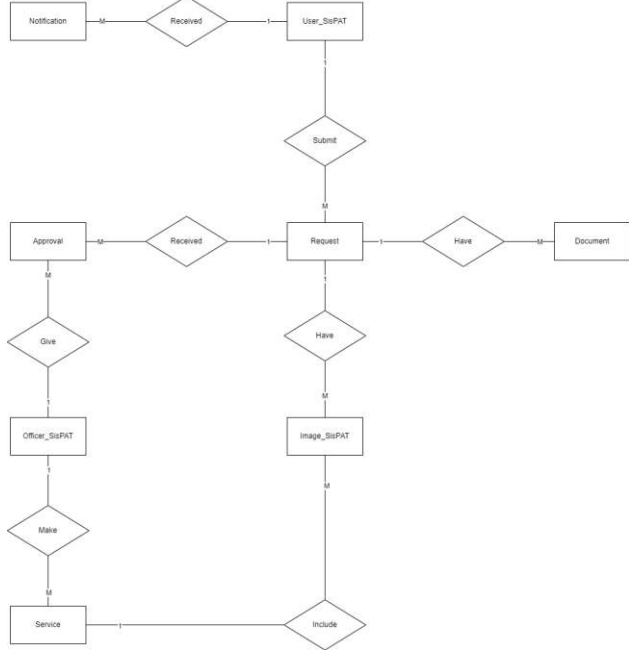 Notification
M
Received
1
User_SisPAT
1
Submit
M
Approval
M
Received
1
Request
1
Have
M
Document
M
1
Give
Have
1
M
Officer_SisPAT
Image_SisPAT
1
M
Make
M
Service
1
Include